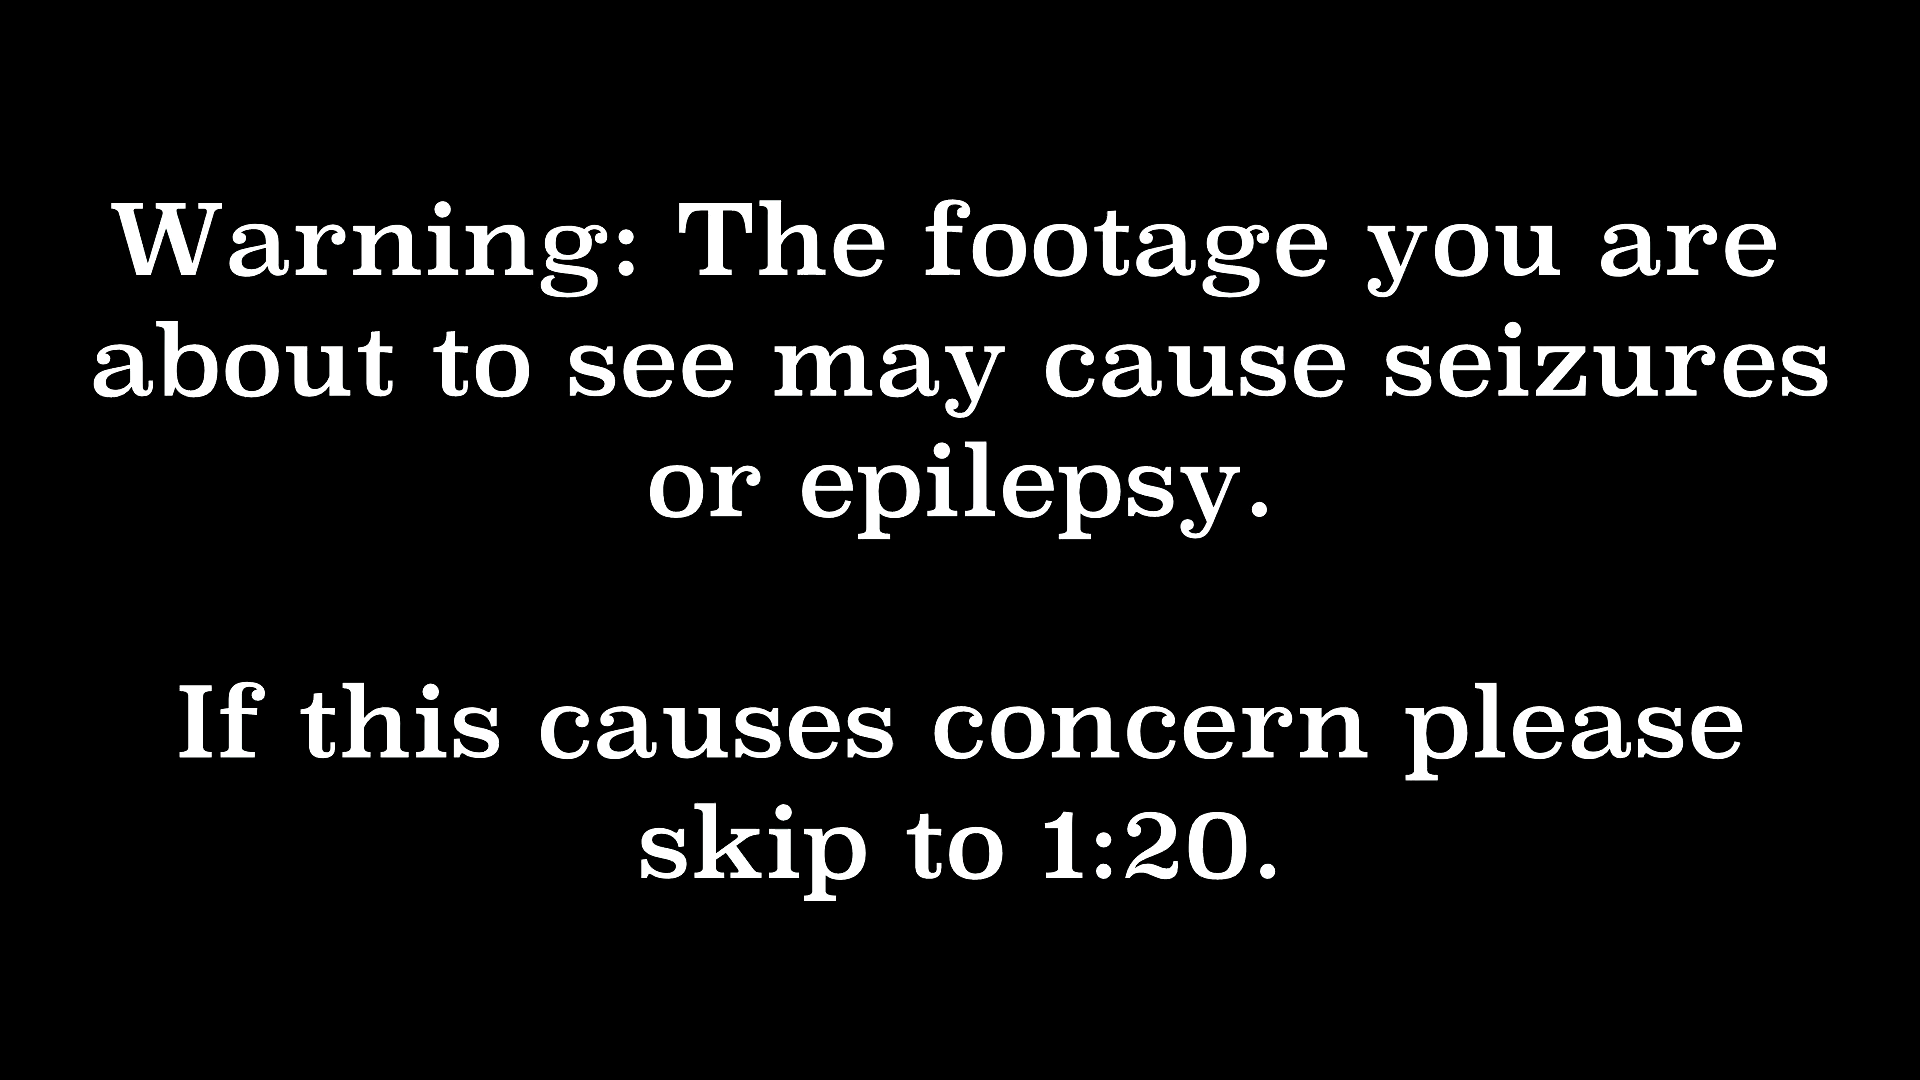 Warning: The footage you are
about to see may cause seizures
or epilepsy.
If this causes concern please
skip to 1:20.